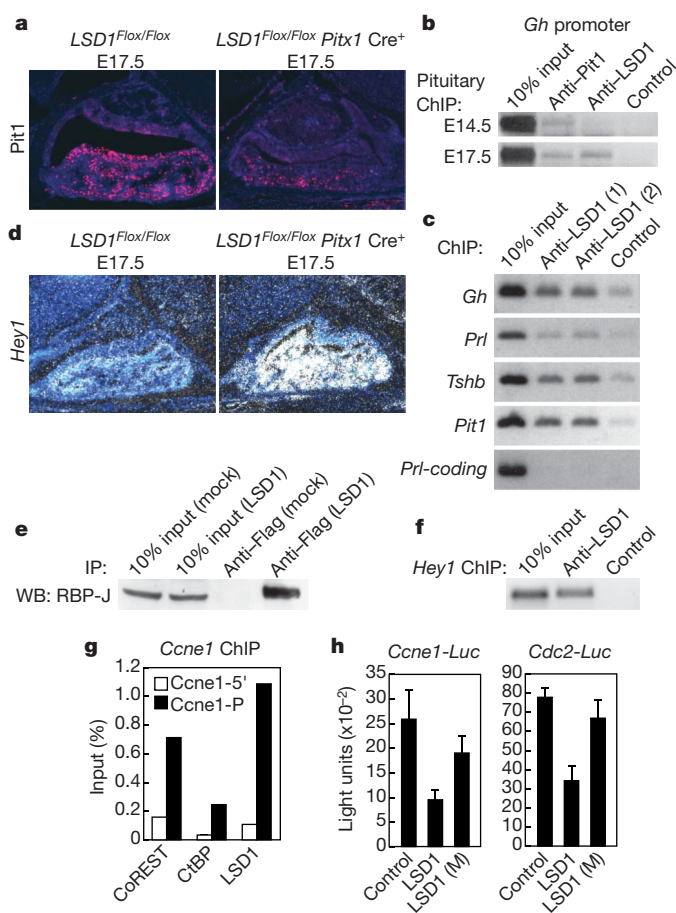 a
LSD1Flox/Flox
E17.5
LSD1Flox/Flox Pitx1 Cre+
E17.5
Pit1
b
Gh promoter
Pituitary
ChIP:
10% input
Anti–Pit1
Anti–LSD1
Control
E14.5
E17.5
c
ChIP:
10% input
Anti–LSD1 (1)
Anti–LSD1 (2)
Control
Gh
Prl
Tshb
Pit1
Prl-coding
d
LSD1Flox/Flox
E17.5
LSD1Flox/Flox Pitx1 Cre+
E17.5
Hey1
e
IP:
10% input (mock)
10% input (LSD1)
Anti–Flag (mock)
Anti–Flag (LSD1)
WB: RBP-J
f
Hey1 ChIP:
10% input
Anti–LSD1
Control
g
Ccne1 ChIP
Ccne1-5'
Ccne1-P
Input (%)
1.2
1.0
0.8
0.6
0.4
0.2
0
CoREST
CtBP
LSD1
h
Ccne1-Luc
Light units (x10–2)
35
30
25
20
15
10
5
0
Control
LSD1
LSD1 (M)
Cdc2-Luc
90
80
70
60
50
40
30
20
10
0
Control
LSD1
LSD1 (M)